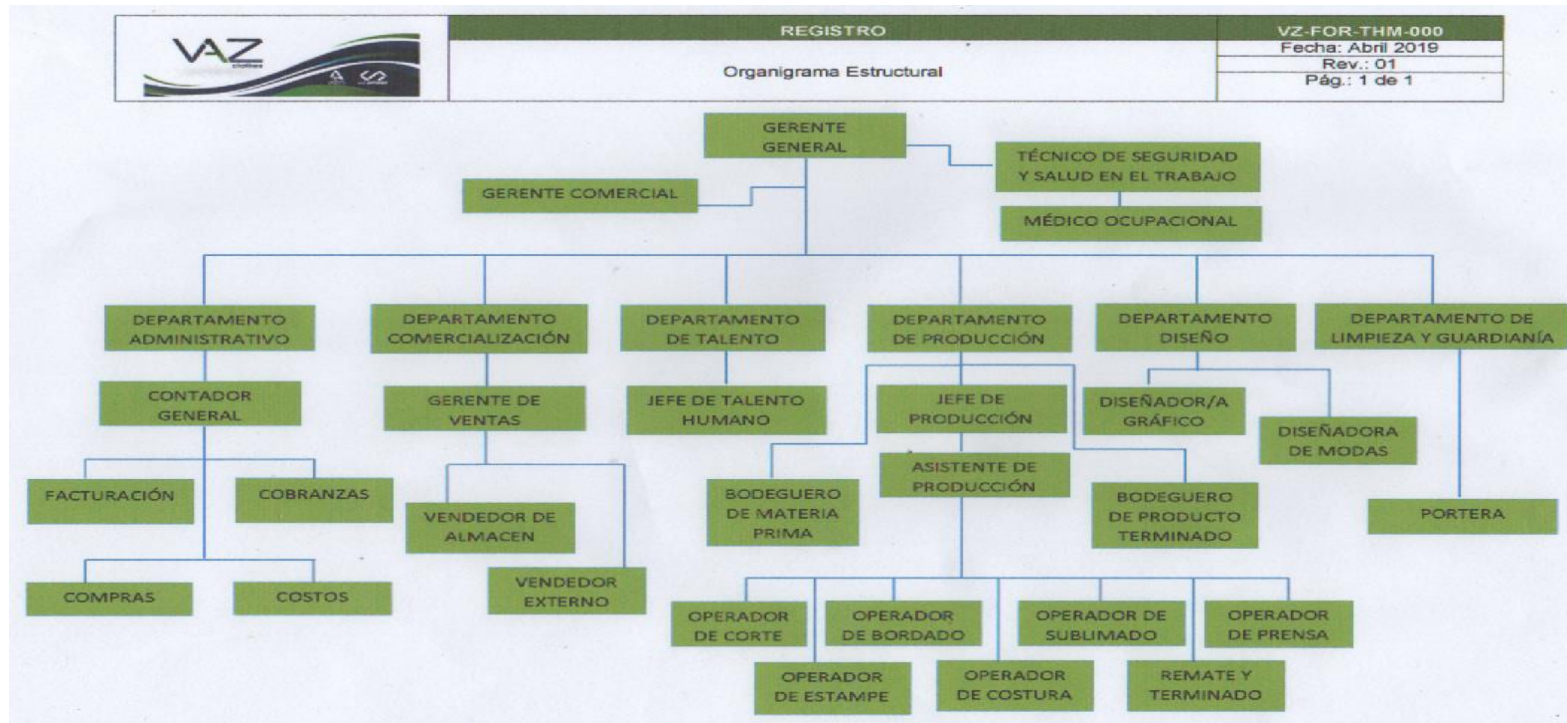 VAZ
clothes
REGISTRO
Organigrama Estructural
VZ-FOR-THM-000
Fecha: Abril 2019
Rev.: 01
Pág.: 1 de 1
GERENTE
GENERAL
TÉCNICO DE SEGURIDAD
Y SALUD EN EL TRABAJO
GERENTE COMERCIAL
MÉDICO OCUPACIONAL
DEPARTAMENTO
ADMINISTRATIVO
DEPARTAMENTO
COMERCIALIZACIÓN
DEPARTAMENTO
DE TALENTO
DEPARTAMENTO
DE PRODUCCIÓN
DEPARTAMENTO
DISEÑO
DEPARTAMENTO DE
LIMPIEZA Y GUARDIANÍA
CONTADOR
GENERAL
GERENTE DE
VENTAS
JEFE DE TALENTO
HUMANO
JEFE DE
PRODUCCIÓN
DISEÑADOR/A
GRÁFICO
DISEÑADORA
DE MODAS
FACTURACIÓN
COBRANZAS
VENDEDOR DE
ALMACEN
BODEGUERO
DE MATERIA
PRIMA
ASISTENTE DE
PRODUCCIÓN
BODEGUERO
DE PRODUCTO
TERMINADO
PORTERA
COMPRAS
COSTOS
VENDEDOR
EXTERNO
OPERADOR
DE CORTE
OPERADOR
DE BORDADO
OPERADOR DE
SUBLIMADO
OPERADOR
DE PRENSA
OPERADOR
DE ESTAMPE
OPERADOR
DE COSTURA
REMATE Y
TERMINADO